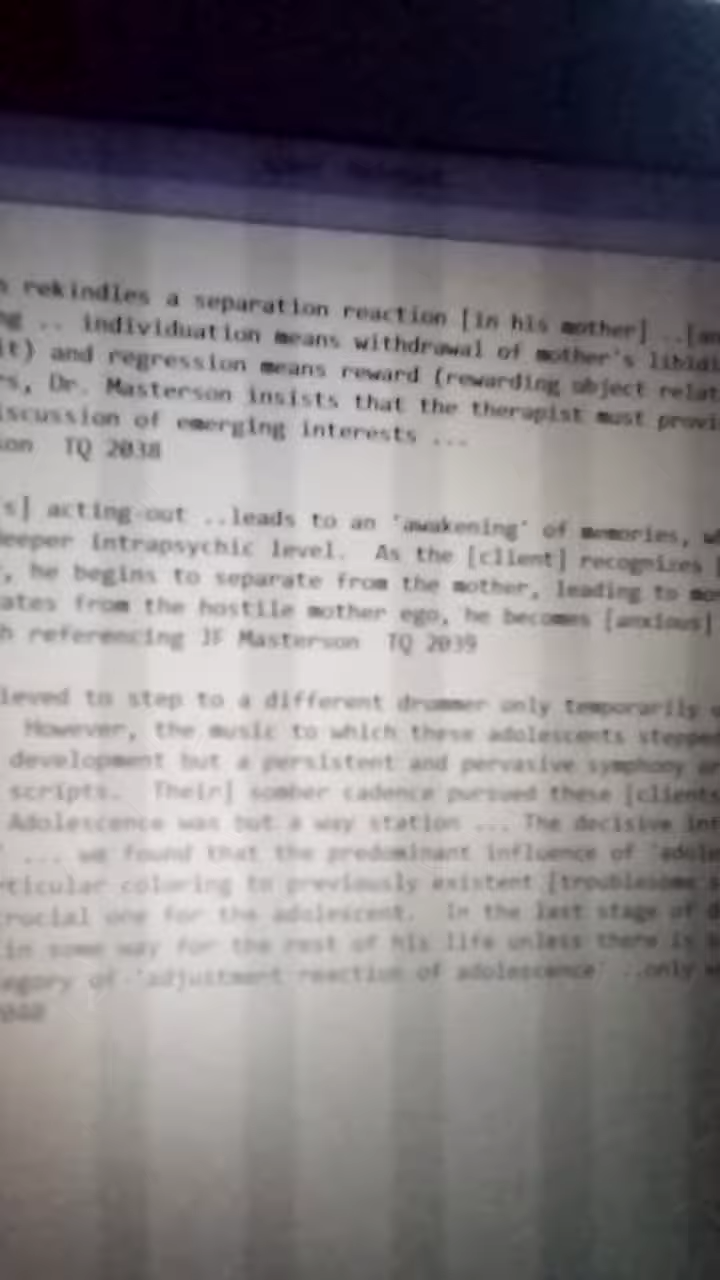 rekindles a separation reaction [in his mother] ..[
.. individuation means withdrawal of mother's
and regression means reward (rewarding object
Dr. Masterson insists that the therapist must
discussion of emerging interests ...
TQ 2038
acting-out ..leads to an 'awakening' of memories,
deeper intrapsychic level. As the [client] recognizes
, he begins to separate from the mother, leading to
from the hostile mother ego, he becomes [anxious]
referencing JF Masterson TQ 2039
to step to a different drummer only temporarily
However, the music to which these adolescents
development but a persistent and pervasive symphony
scripts. Their] somber cadence pursued these [clients
Adolescence was but a way station ... The decisive
... we found that the predominant influence of
coloring to previously existent [troublesome
one for the adolescent. In the last stage of
in some way for the rest of his life unless there is
of 'adjustment reaction of adolescence' ..only